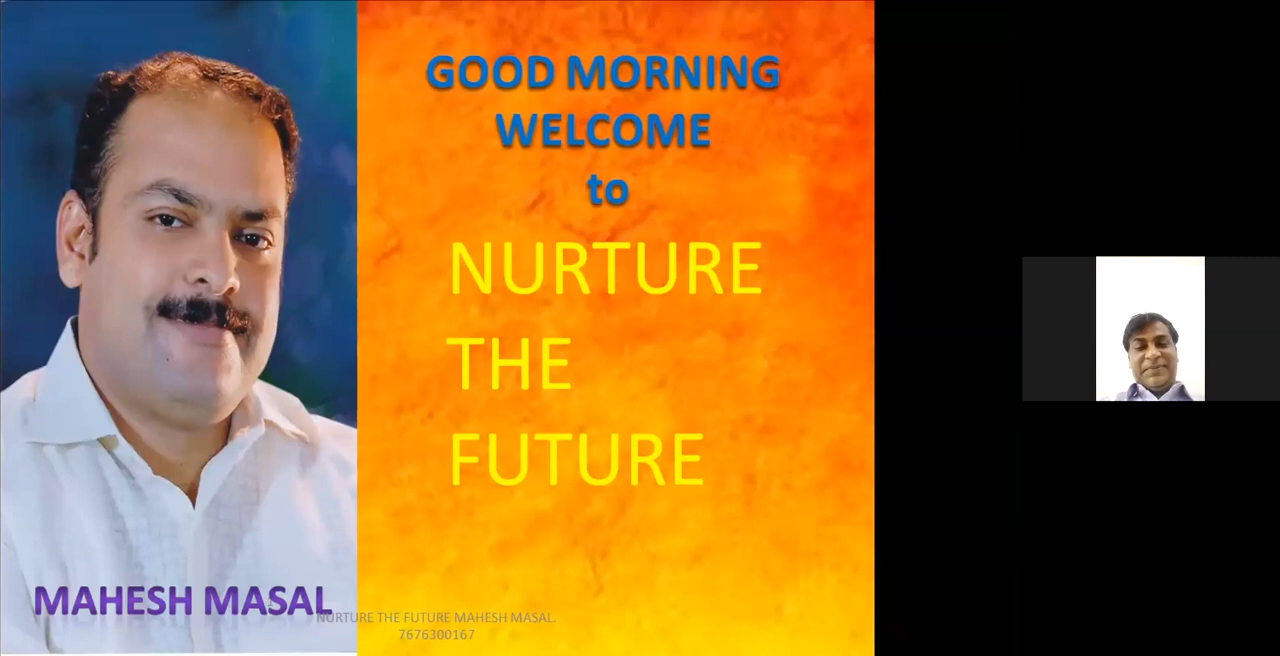 GOOD MORNING
WELCOME
to
NURTURE
THE
FUTURE
MAHESH MASAL
NURTURE THE FUTURE MAHESH MASAL.
7676300167